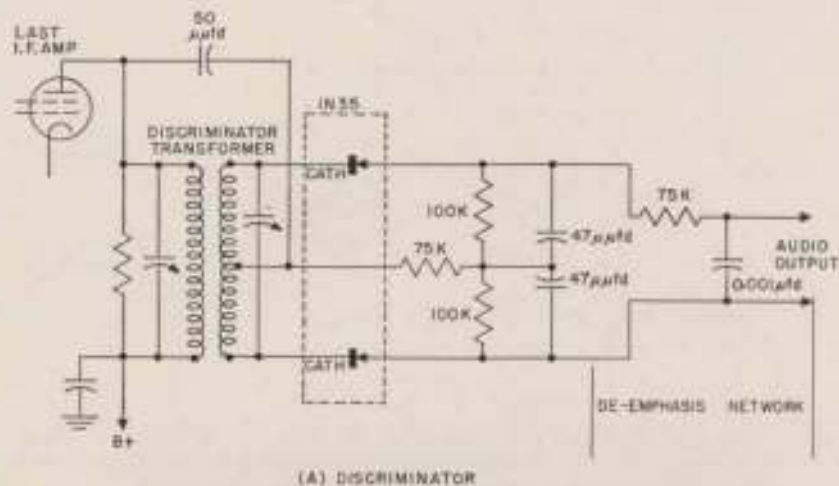 50
μμfd
LAST
I.F. AMP
IN35
DISCRIMINATOR
TRANSFORMER
CATH
75K
100K
47μμfd
75K
AUDIO
OUTPUT
47μμfd
0.001μfd
100K
CATH
DE-EMPHASIS NETWORK
B+
(A) DISCRIMINATOR